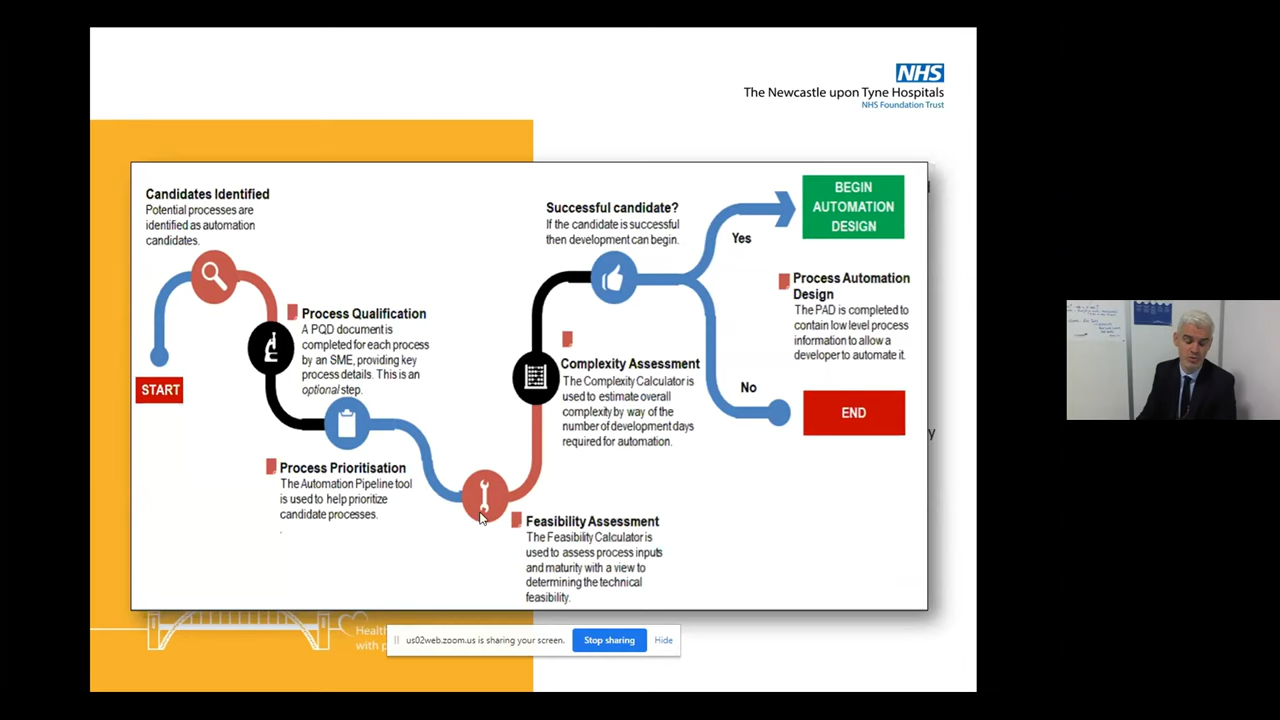 NHS
The Newcastle upon Tyne Hospitals
NHS Foundation Trust
Candidates Identified
Potential processes are
identified as automation
candidates.
START
Process Qualification
A PQD document is
completed for each process
by an SME, providing key
process details. This is an
optional step.
Process Prioritisation
The Automation Pipeline tool
is used to help prioritize
candidate processes.
Feasibility Assessment
The Feasibility Calculator is
used to assess process inputs
and maturity with a view to
determining the technical
feasibility.
Complexity Assessment
The Complexity Calculator is
used to estimate overall
complexity by way of the
number of development days
required for automation.
Successful candidate?
If the candidate is successful
then development can begin.
Yes
No
BEGIN
AUTOMATION
DESIGN
Process Automation
Design
The PAD is completed to
contain low level process
information to allow a
developer to automate it.
END
Health
with p
us02web.zoom.us is sharing your screen.
Stop sharing
Hide